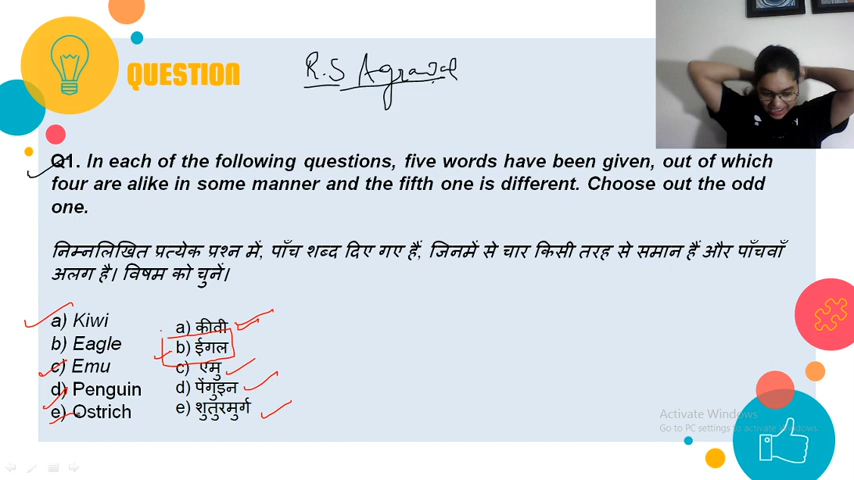 QUESTION
R.S Agrawal
Q1. In each of the following questions, five words have been given, out of which
four are alike in some manner and the fifth one is different. Choose out the odd
one.
निम्नलिखित प्रत्येक प्रश्न में, पाँच शब्द दिए गए हैं, जिनमें से चार किसी तरह से समान हैं और पाँचवाँ
अलग है। विषम को चुनें।
a) Kiwi
b) Eagle
c) Emu
d) Penguin
e) Ostrich
a) कीवी
b) ईगल
c) एमु
d) पेंगुइन
e) शुतुरमुर्ग
Activate Windows
Go to PC settings to activate Windows.